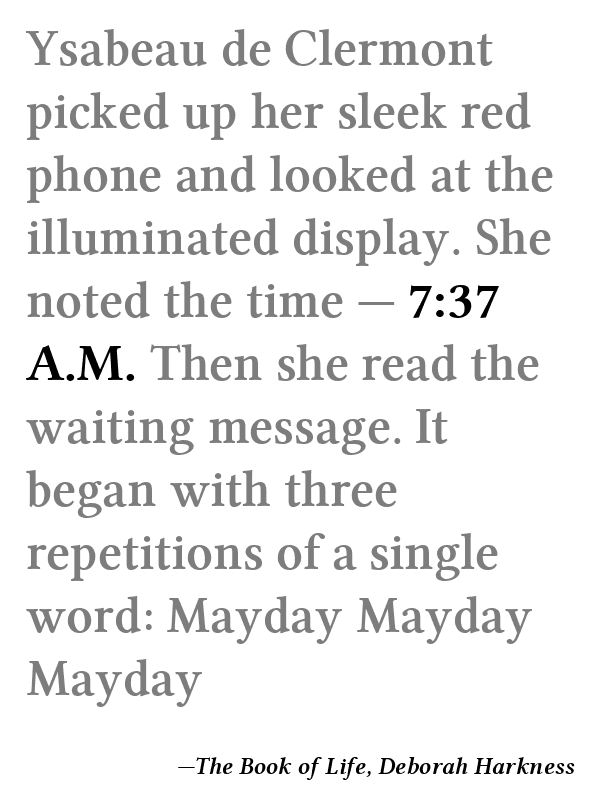 Ysabeau de Clermont
picked up her sleek red
phone and looked at the
illuminated display. She
noted the time — 7:37
A.M. Then she read the
waiting message. It
began with three
repetitions of a single
word: Mayday Mayday
Mayday
—The Book of Life, Deborah Harkness